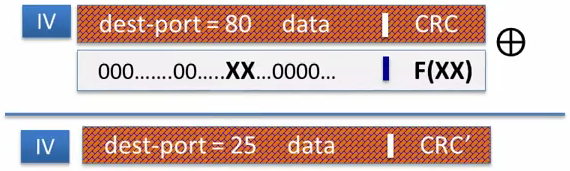 IV dest-port = 80 data CRC
000…….00…..XX…0000… F(XX)
IV dest-port = 25 data CRC’